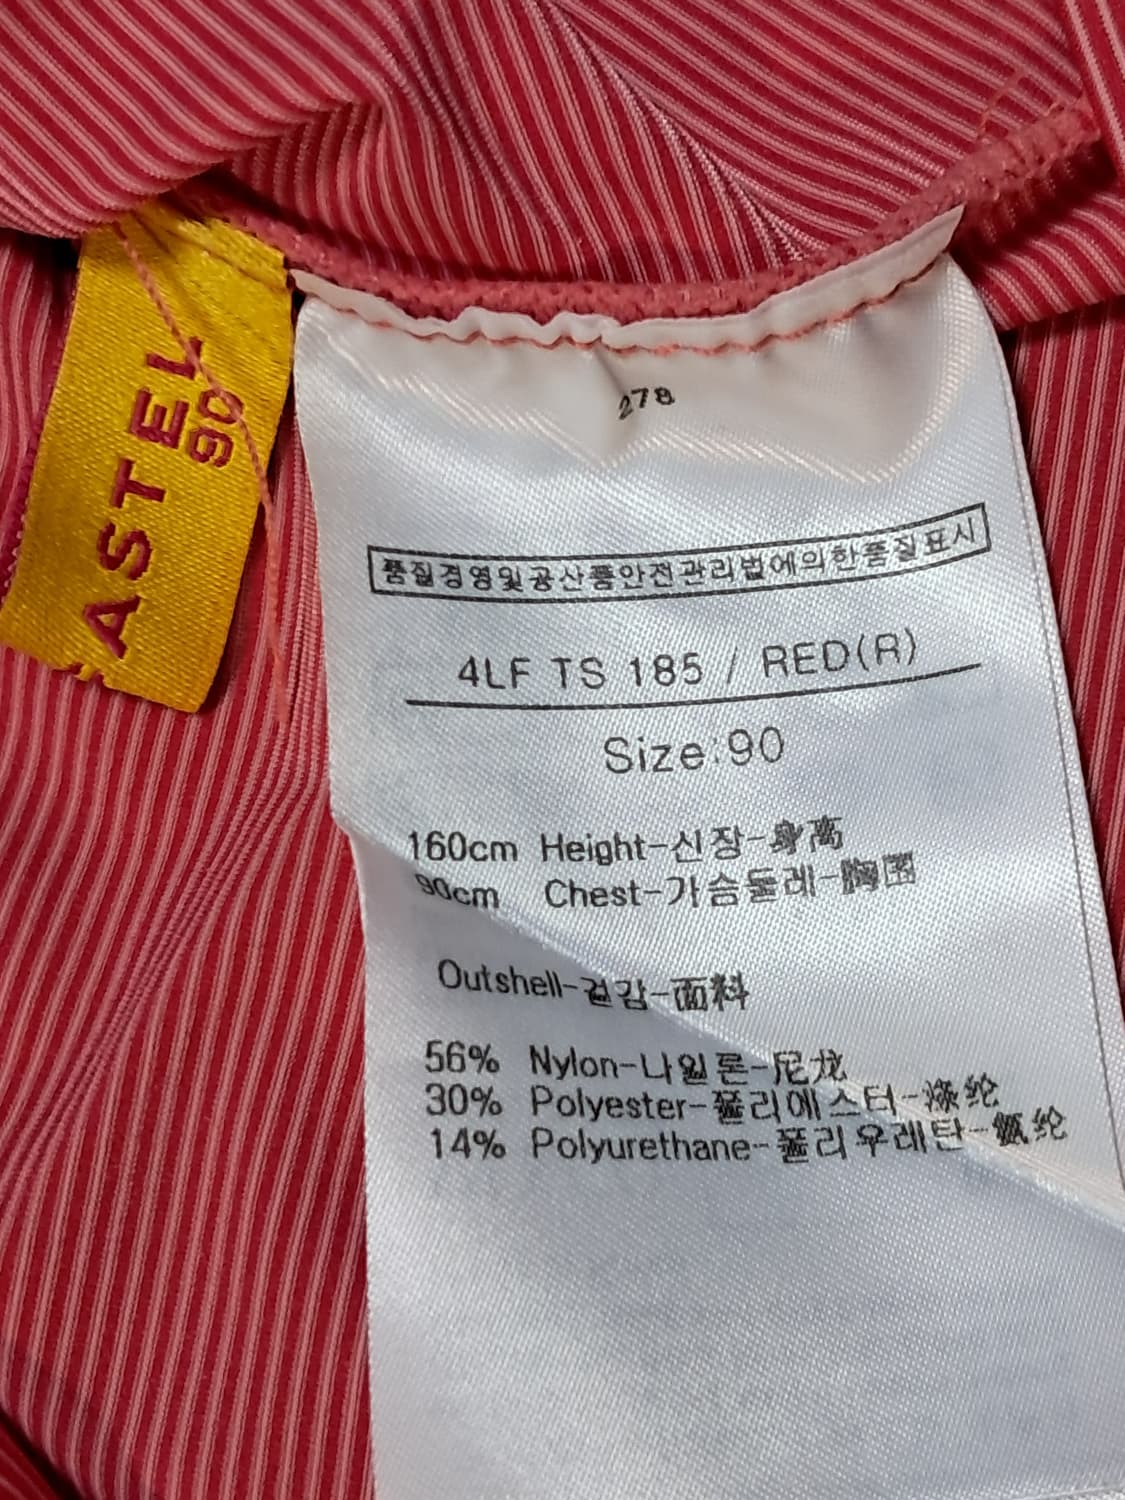 CASTEL
90
278
품질경영및공산품안전관리법에의한품질표시
4LF TS 185 / RED(R)
Size:90
160cm Height-신장-身高
90cm Chest-가슴둘레-胸围
Outshell-겉감-面料
56% Nylon-나일론-尼龙
30% Polyester-폴리에스터-涤纶
14% Polyurethane-폴리우레탄-氨纶